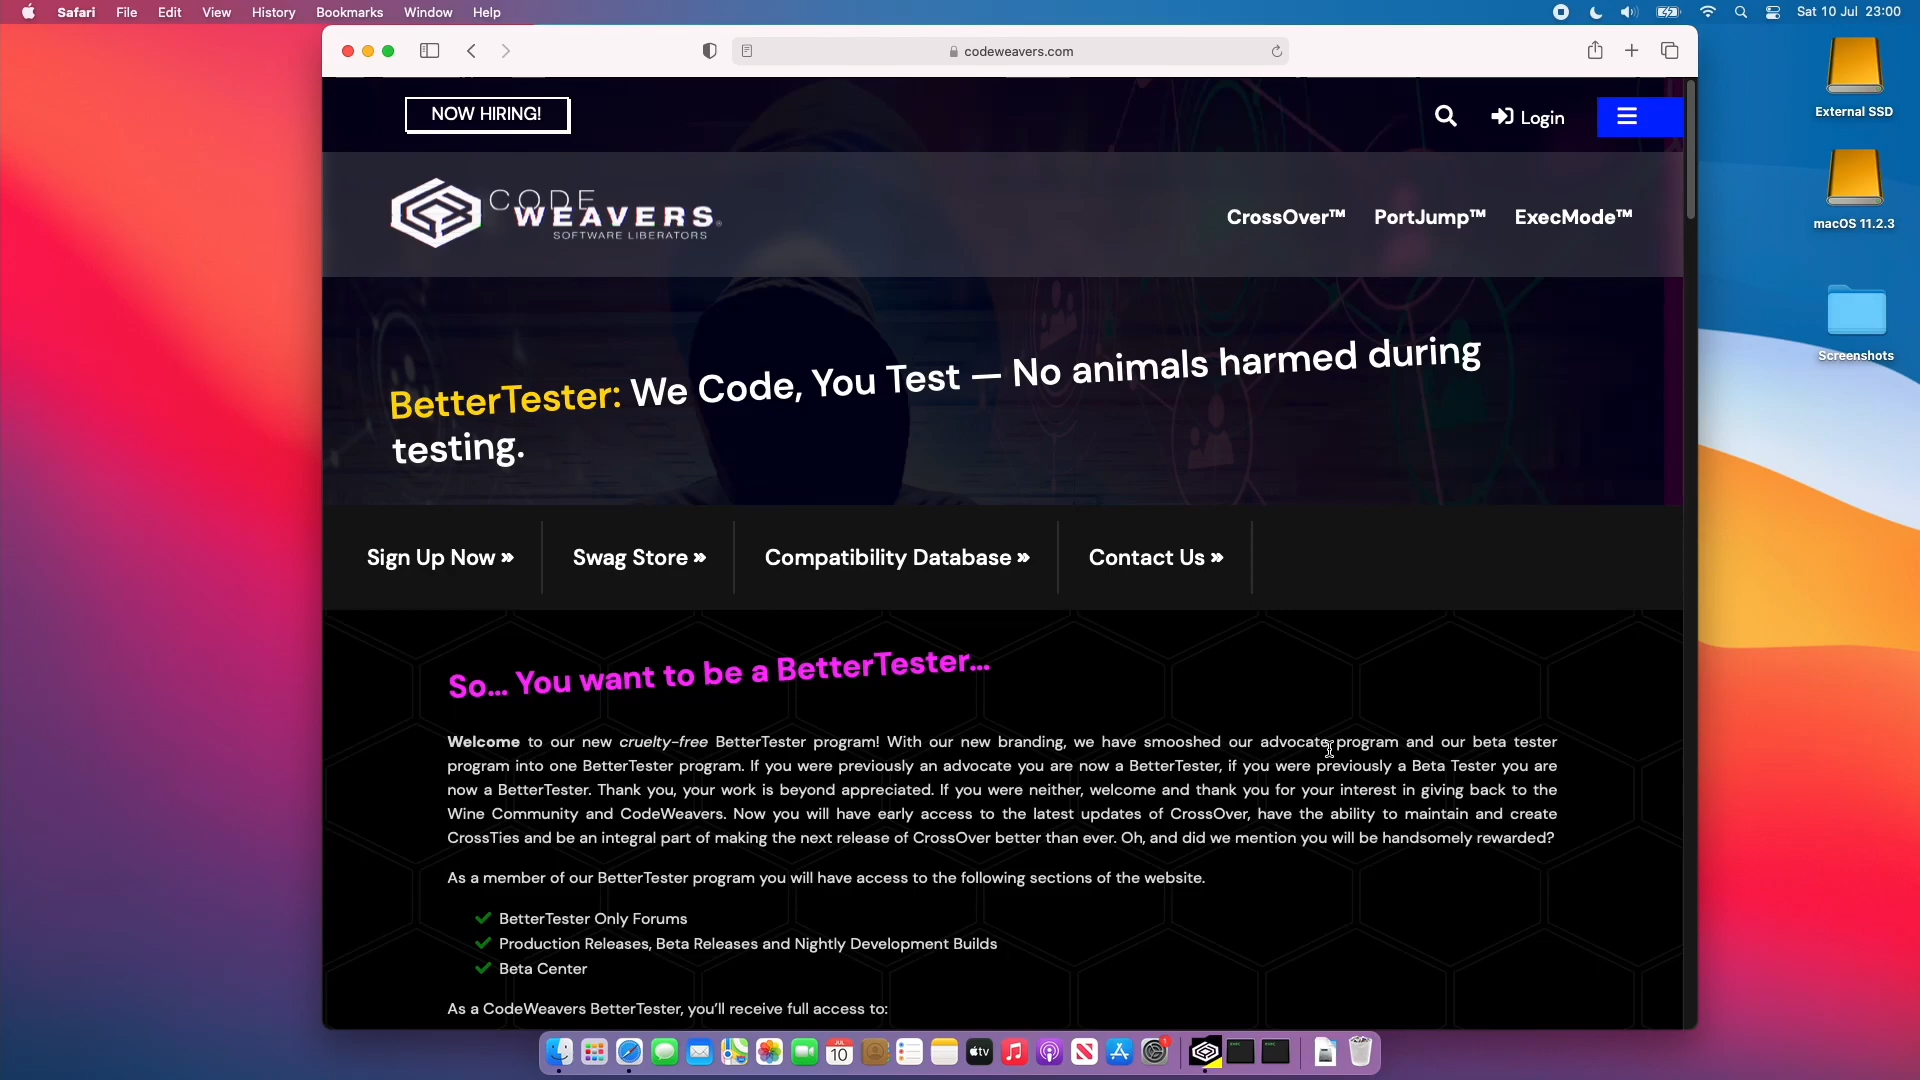 Safari File Edit View History Bookmarks Window Help
Sat 10 Jul 23:00
codeweavers.com
External SSD
macOS 11.2.3
Screenshots
NOW HIRING!
Login
CODE
WEAVERS
SOFTWARE LIBERATORS
CrossOver™ PortJump™ ExecMode™
BetterTester: We Code, You Test — No animals harmed during
testing.
Sign Up Now »
Swag Store »
Compatibility Database »
Contact Us »
So... You want to be a BetterTester...
Welcome to our new cruelty-free BetterTester program! With our new branding, we have smooshed our advocate program and our beta tester
program into one BetterTester program. If you were previously an advocate you are now a BetterTester, if you were previously a Beta Tester you are
now a BetterTester. Thank you, your work is beyond appreciated. If you were neither, welcome and thank you for your interest in giving back to the
Wine Community and CodeWeavers. Now you will have early access to the latest updates of CrossOver, have the ability to maintain and create
CrossTies and be an integral part of making the next release of CrossOver better than ever. Oh, and did we mention you will be handsomely rewarded?
As a member of our BetterTester program you will have access to the following sections of the website.
BetterTester Only Forums
Production Releases, Beta Releases and Nightly Development Builds
Beta Center
As a CodeWeavers BetterTester, you'll receive full access to:
JUL
10
tv
1